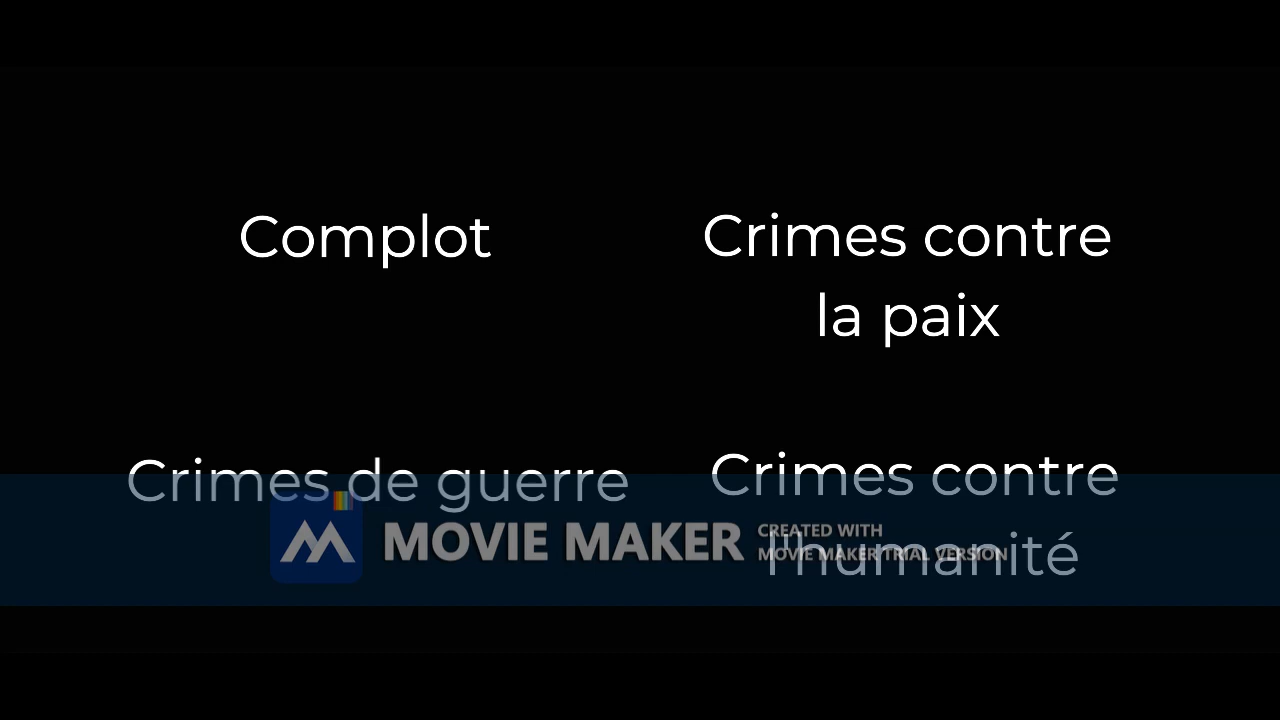 Complot
Crimes contre
la paix
Crimes de guerre
Crimes contre
l'humanité
MOVIE MAKER
CREATED WITH
MOVIE MAKER TRIAL VERSION